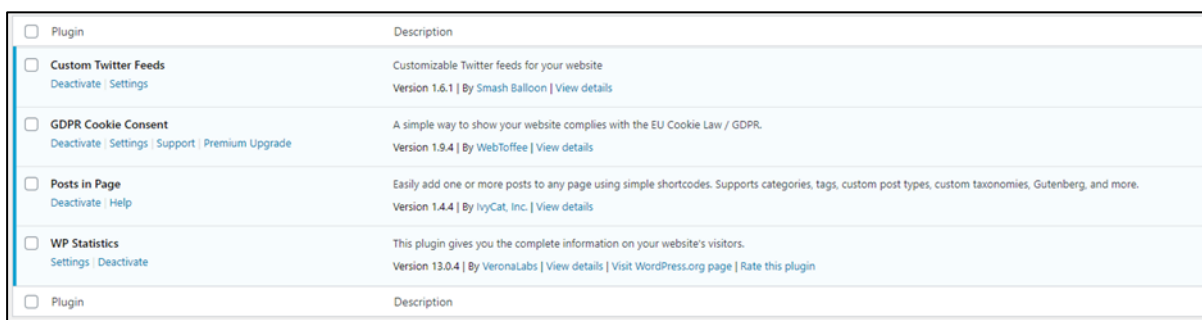 Plugin Description
Custom Twitter Feeds Customizable Twitter feeds for your website
Deactivate | Settings Version 1.6.1 | By Smash Balloon | View details
GDPR Cookie Consent A simple way to show your website complies with the EU Cookie Law / GDPR.
Deactivate | Settings | Support | Premium Upgrade Version 1.9.4 | By WebToffee | View details
Posts in Page Easily add one or more posts to any page using simple shortcodes. Supports categories, tags, custom post types, custom taxonomies, Gutenberg, and more.
Deactivate | Help Version 1.4.4 | By IvyCat, Inc. | View details
WP Statistics This plugin gives you the complete information on your website's visitors.
Settings | Deactivate Version 13.0.4 | By VeronaLabs | View details | Visit WordPress.org page | Rate this plugin
Plugin Description